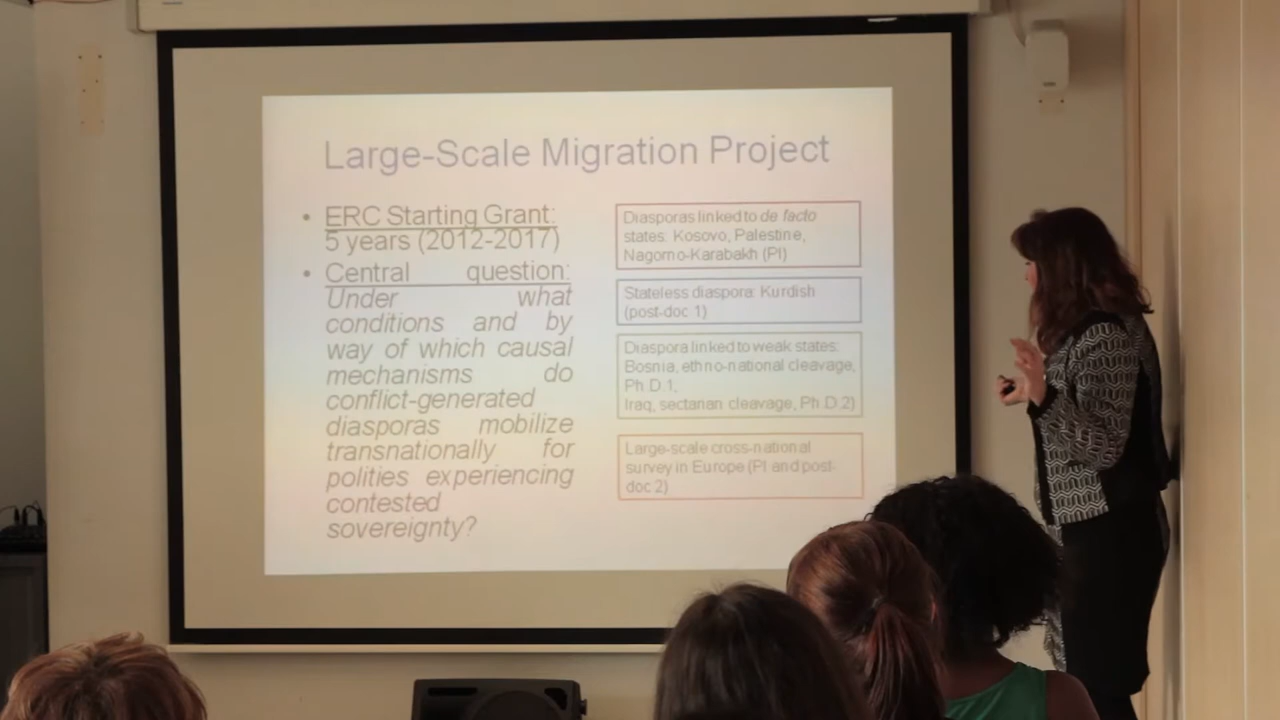 Large-Scale Migration Project
• ERC Starting Grant:
5 years (2012-2017)
• Central question:
Under what
conditions and by
way of which causal
mechanisms do
conflict-generated
diasporas mobilize
transnationally for
polities experiencing
contested
sovereignty?
Diasporas linked to de facto
states: Kosovo, Palestine,
Nagorno-Karabakh (PI)
Stateless diaspora: Kurdish
(post-doc 1)
Diaspora linked to weak states:
Bosnia, ethno-national cleavage,
Ph.D.1,
Iraq, sectarian cleavage, Ph.D.2)
Large-scale cross-national
survey in Europe (PI and post-
doc 2)